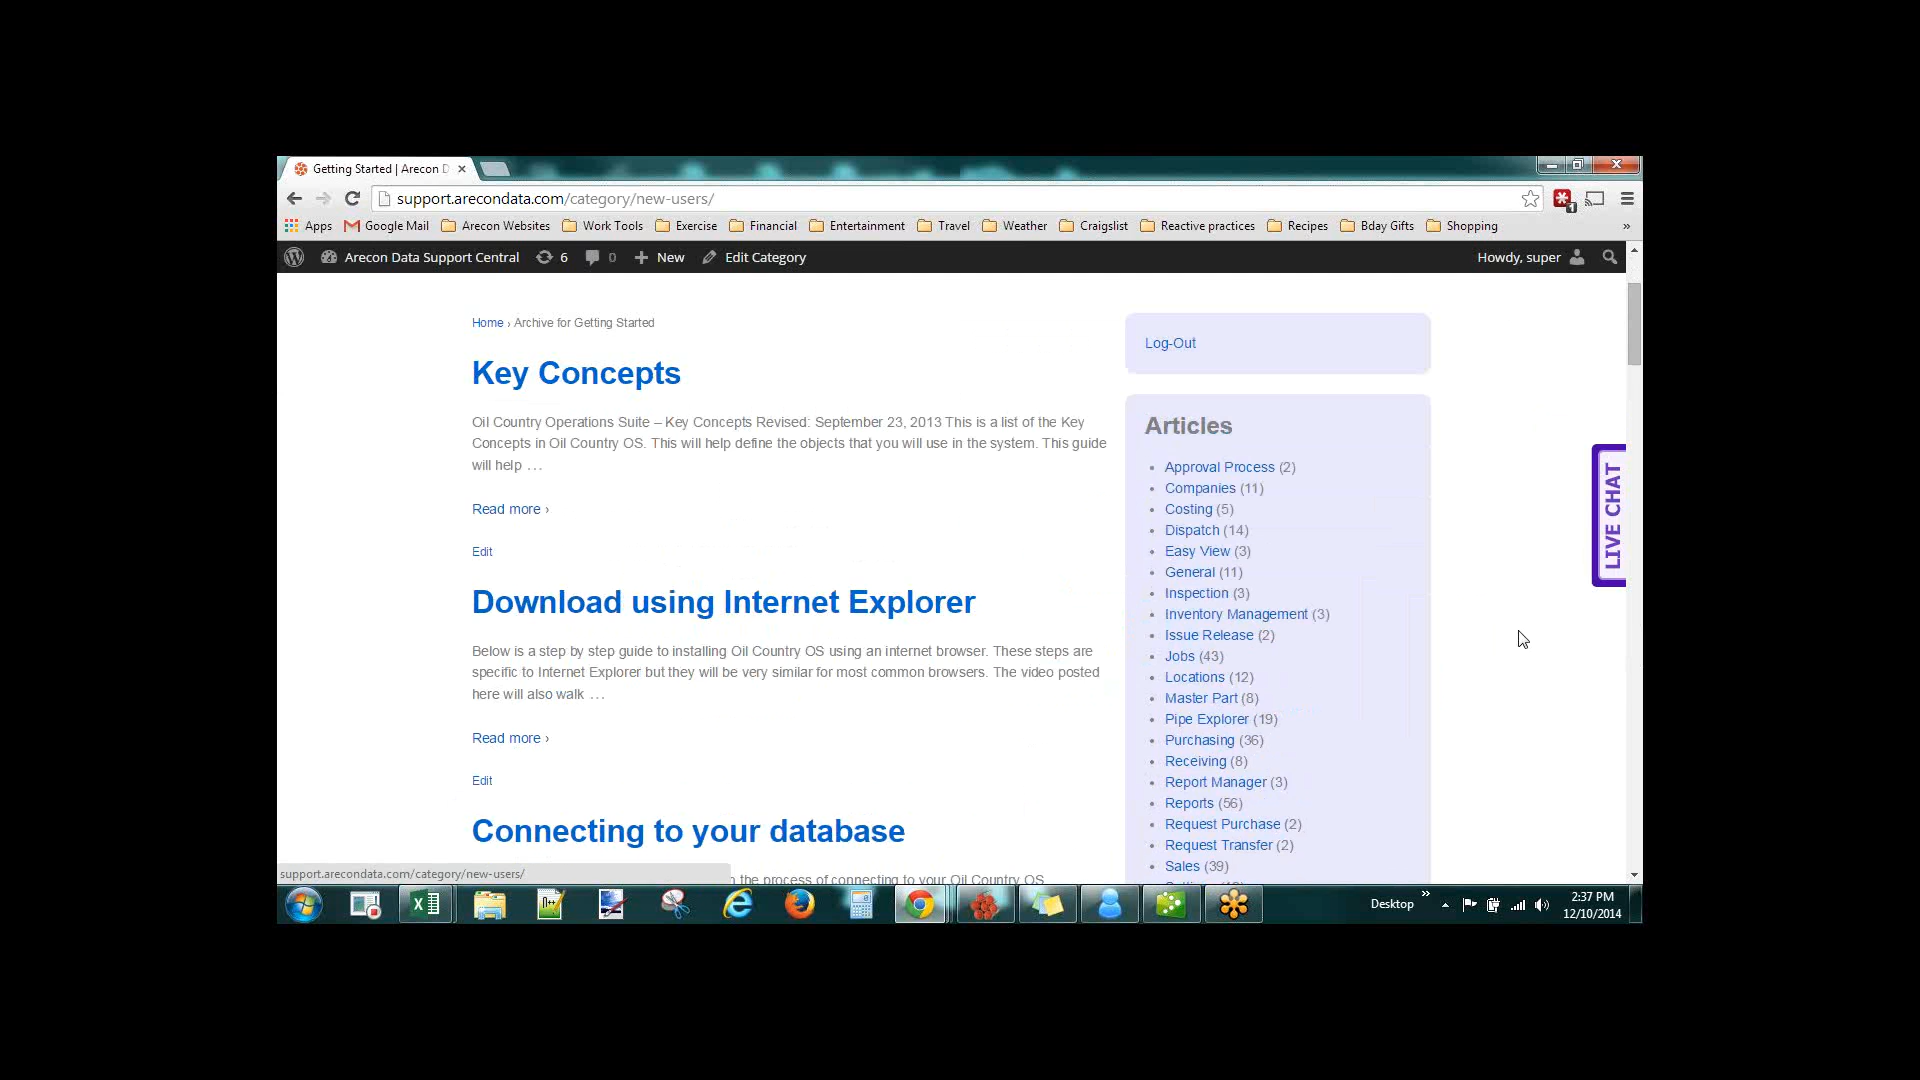 Getting Started | Arecon D
support.arecondata.com/category/new-users/
1
Apps Google Mail Arecon Websites Work Tools Exercise Financial Entertainment Travel Weather Craigslist Reactive practices Recipes Bday Gifts Shopping »
Arecon Data Support Central 6 0 New Edit Category Howdy, super
Home › Archive for Getting Started
Key Concepts
Oil Country Operations Suite – Key Concepts Revised: September 23, 2013 This is a list of the Key
Concepts in Oil Country OS. This will help define the objects that you will use in the system. This guide
will help …
Read more ›
Edit
Download using Internet Explorer
Below is a step by step guide to installing Oil Country OS using an internet browser. These steps are
specific to Internet Explorer but they will be very similar for most common browsers. The video posted
here will also walk …
Read more ›
Edit
Connecting to your database
the process of connecting to your Oil Country OS
Log-Out
Articles
Approval Process (2)
Companies (11)
Costing (5)
Dispatch (14)
Easy View (3)
General (11)
Inspection (3)
Inventory Management (3)
Issue Release (2)
Jobs (43)
Locations (12)
Master Part (8)
Pipe Explorer (19)
Purchasing (36)
Receiving (8)
Report Manager (3)
Reports (56)
Request Purchase (2)
Request Transfer (2)
Sales (39)
LIVE CHAT
support.arecondata.com/category/new-users/
Desktop »
2:37 PM
12/10/2014